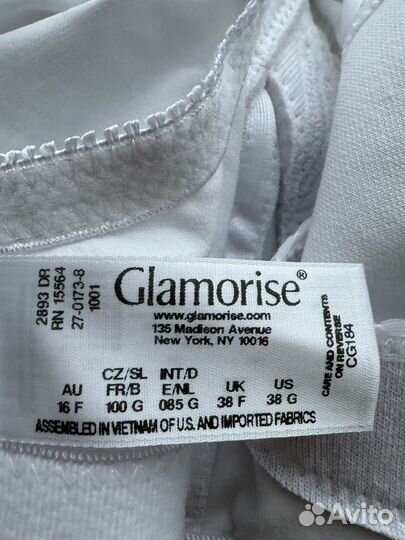 2893 DR
RN 15564
27-0173-8
1001
Glamorise®
www.glamorise.com
135 Madison Avenue
New York, NY 10016
CARE AND CONTENTS
ON REVERSE
CG184
CZ/SL INT/D
AU FR/B E/NL UK US
16 F 100 G 085 G 38 F 38 G
ASSEMBLED IN VIETNAM OF U.S. AND IMPORTED FABRICS
Avito